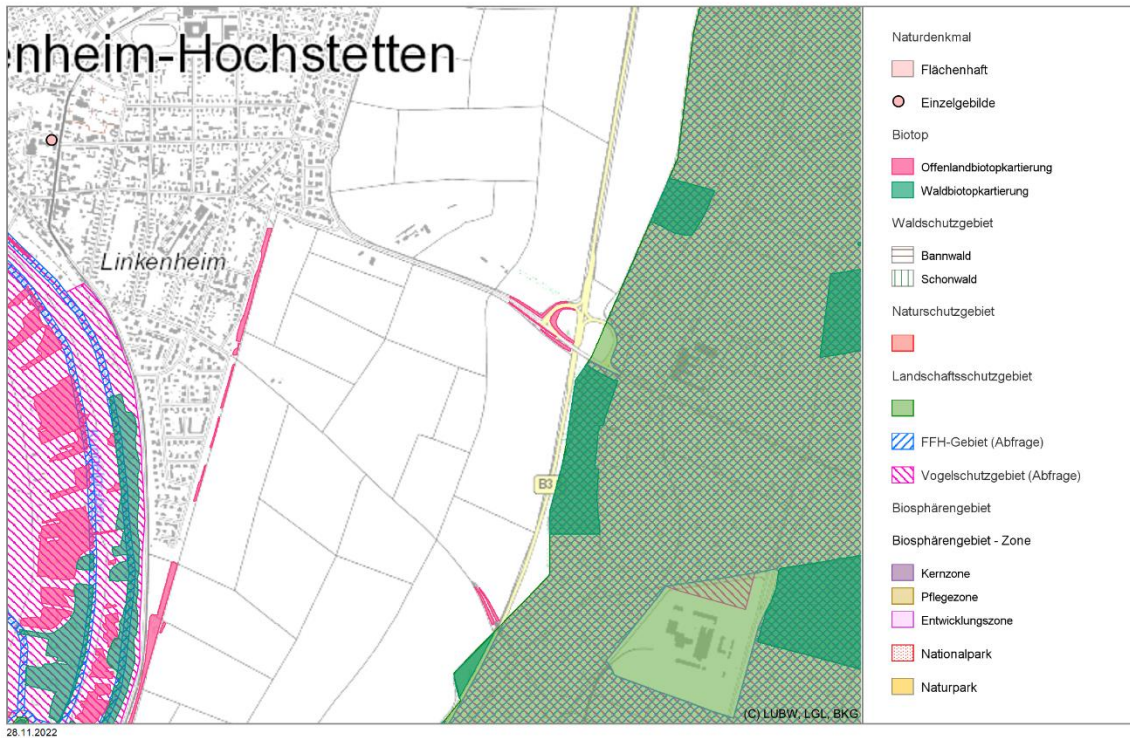 enheim-Hochstetten
Linkenheim
B3
(C) LUBW, LGL, BKG
28.11.2022
Naturdenkmal
Flächenhaft
Einzelgebilde
Biotop
Offenlandbiotopkartierung
Waldbiotopkartierung
Waldschutzgebiet
Bannwald
Schonwald
Naturschutzgebiet
Landschaftsschutzgebiet
FFH-Gebiet (Abfrage)
Vogelschutzgebiet (Abfrage)
Biosphärengebiet
Biosphärengebiet - Zone
Kernzone
Pflegezone
Entwicklungszone
Nationalpark
Naturpark